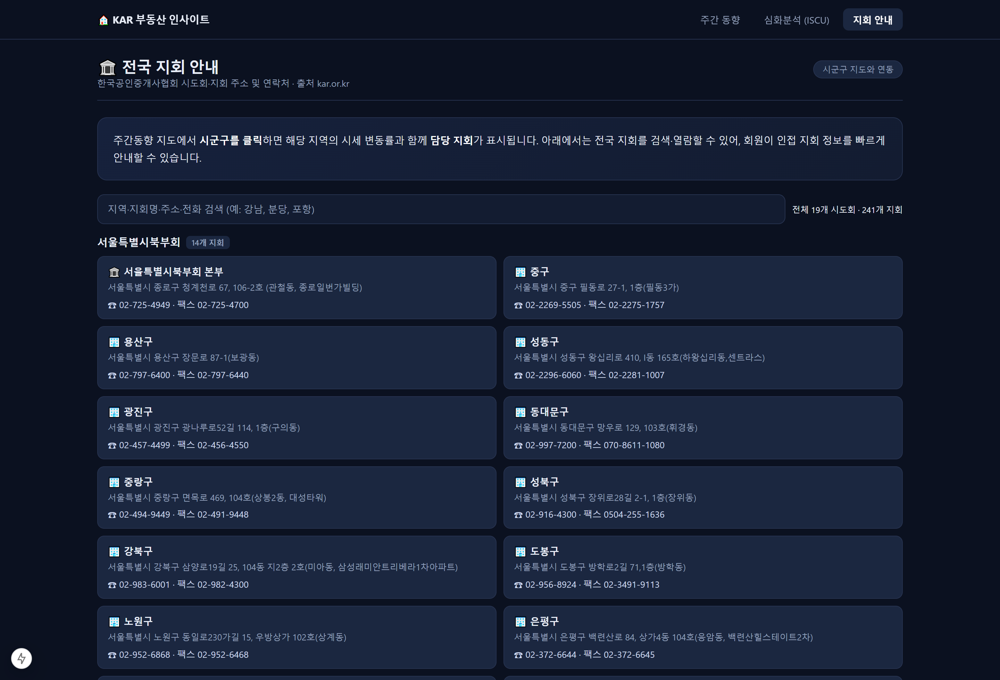 KAR 부동산 인사이트
주간 동향
심화분석 (ISCU)
지회 안내
전국 지회 안내
한국공인중개사협회 시도회·지회 주소 및 연락처 · 출처 kar.or.kr
시군구 지도와 연동
주간동향 지도에서 시군구를 클릭하면 해당 지역의 시세 변동률과 함께 담당 지회가 표시됩니다. 아래에서는 전국 지회를 검색·열람할 수 있어, 회원이 인접 지회 정보를 빠르게
안내할 수 있습니다.
지역·지회명·주소·전화 검색 (예: 강남, 분당, 포항)
전체 19개 시도회 · 241개 지회
서울특별시북부회 14개 지회
서울특별시북부회 본부
서울특별시 종로구 청계천로 67, 106-2호 (관철동, 종로일번가빌딩)
☎ 02-725-4949 · 팩스 02-725-4700
중구
서울특별시 중구 필동로 27-1, 1층(필동3가)
☎ 02-2269-5505 · 팩스 02-2275-1757
용산구
서울특별시 용산구 장문로 87-1(보광동)
☎ 02-797-6400 · 팩스 02-797-6440
성동구
서울특별시 성동구 왕십리로 410, I동 165호(하왕십리동,센트라스)
☎ 02-2296-6060 · 팩스 02-2281-1007
광진구
서울특별시 광진구 광나루로52길 114, 1층(구의동)
☎ 02-457-4499 · 팩스 02-456-4550
동대문구
서울특별시 동대문구 망우로 129, 103호(휘경동)
☎ 02-997-7200 · 팩스 070-8611-1080
중랑구
서울특별시 중랑구 면목로 469, 104호(상봉2동, 대성타워)
☎ 02-494-9449 · 팩스 02-491-9448
성북구
서울특별시 성북구 장위로28길 2-1, 1층(장위동)
☎ 02-916-4300 · 팩스 0504-255-1636
강북구
서울특별시 강북구 삼양로19길 25, 104동 지2층 2호(미아동, 삼성래미안트리베라1차아파트)
☎ 02-983-6001 · 팩스 02-982-4300
도봉구
서울특별시 도봉구 방학로2길 71,1층(방학동)
☎ 02-956-8924 · 팩스 02-3491-9113
노원구
서울특별시 노원구 동일로230가길 15, 우방상가 102호(상계동)
☎ 02-952-6868 · 팩스 02-952-6468
은평구
서울특별시 은평구 백련산로 84, 상가4동 104호(응암동, 백련산힐스테이트2차)
☎ 02-372-6644 · 팩스 02-372-6645